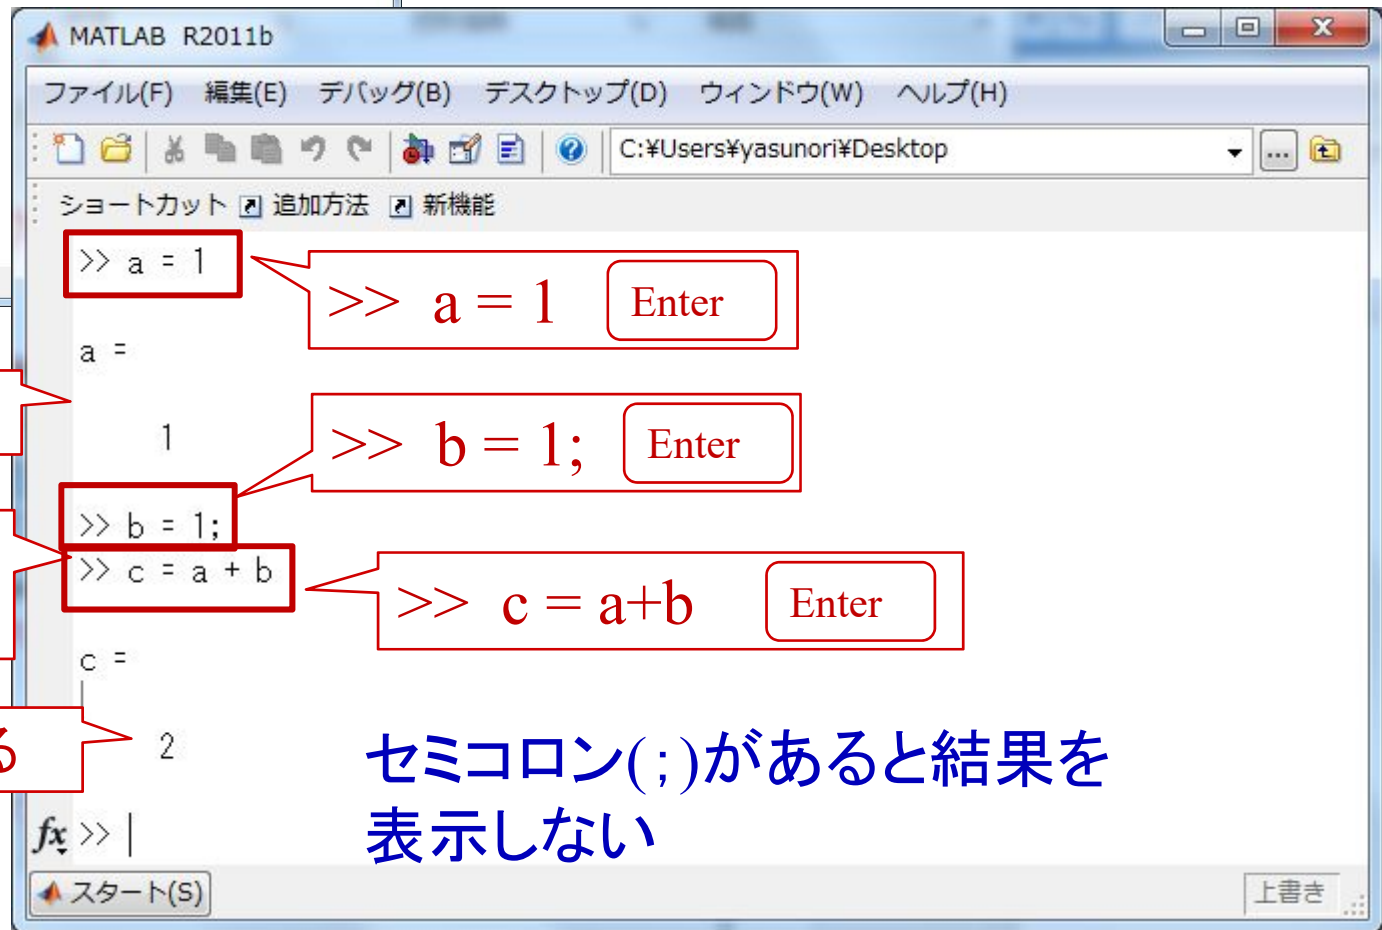 MATLAB R2011b
ファイル(F) 編集(E) デバッグ(B) デスクトップ(D) ウィンドウ(W) ヘルプ(H)
C:¥Users¥yasunori¥Desktop
ショートカット 追加方法 新機能
>> a = 1
>> a = 1 Enter
a =
1
>> b = 1; Enter
>> b = 1;
>> c = a + b
>> c = a+b Enter
c =
2
る
セミコロン(;)があると結果を
表示しない
fx >>
スタート(S)
上書き